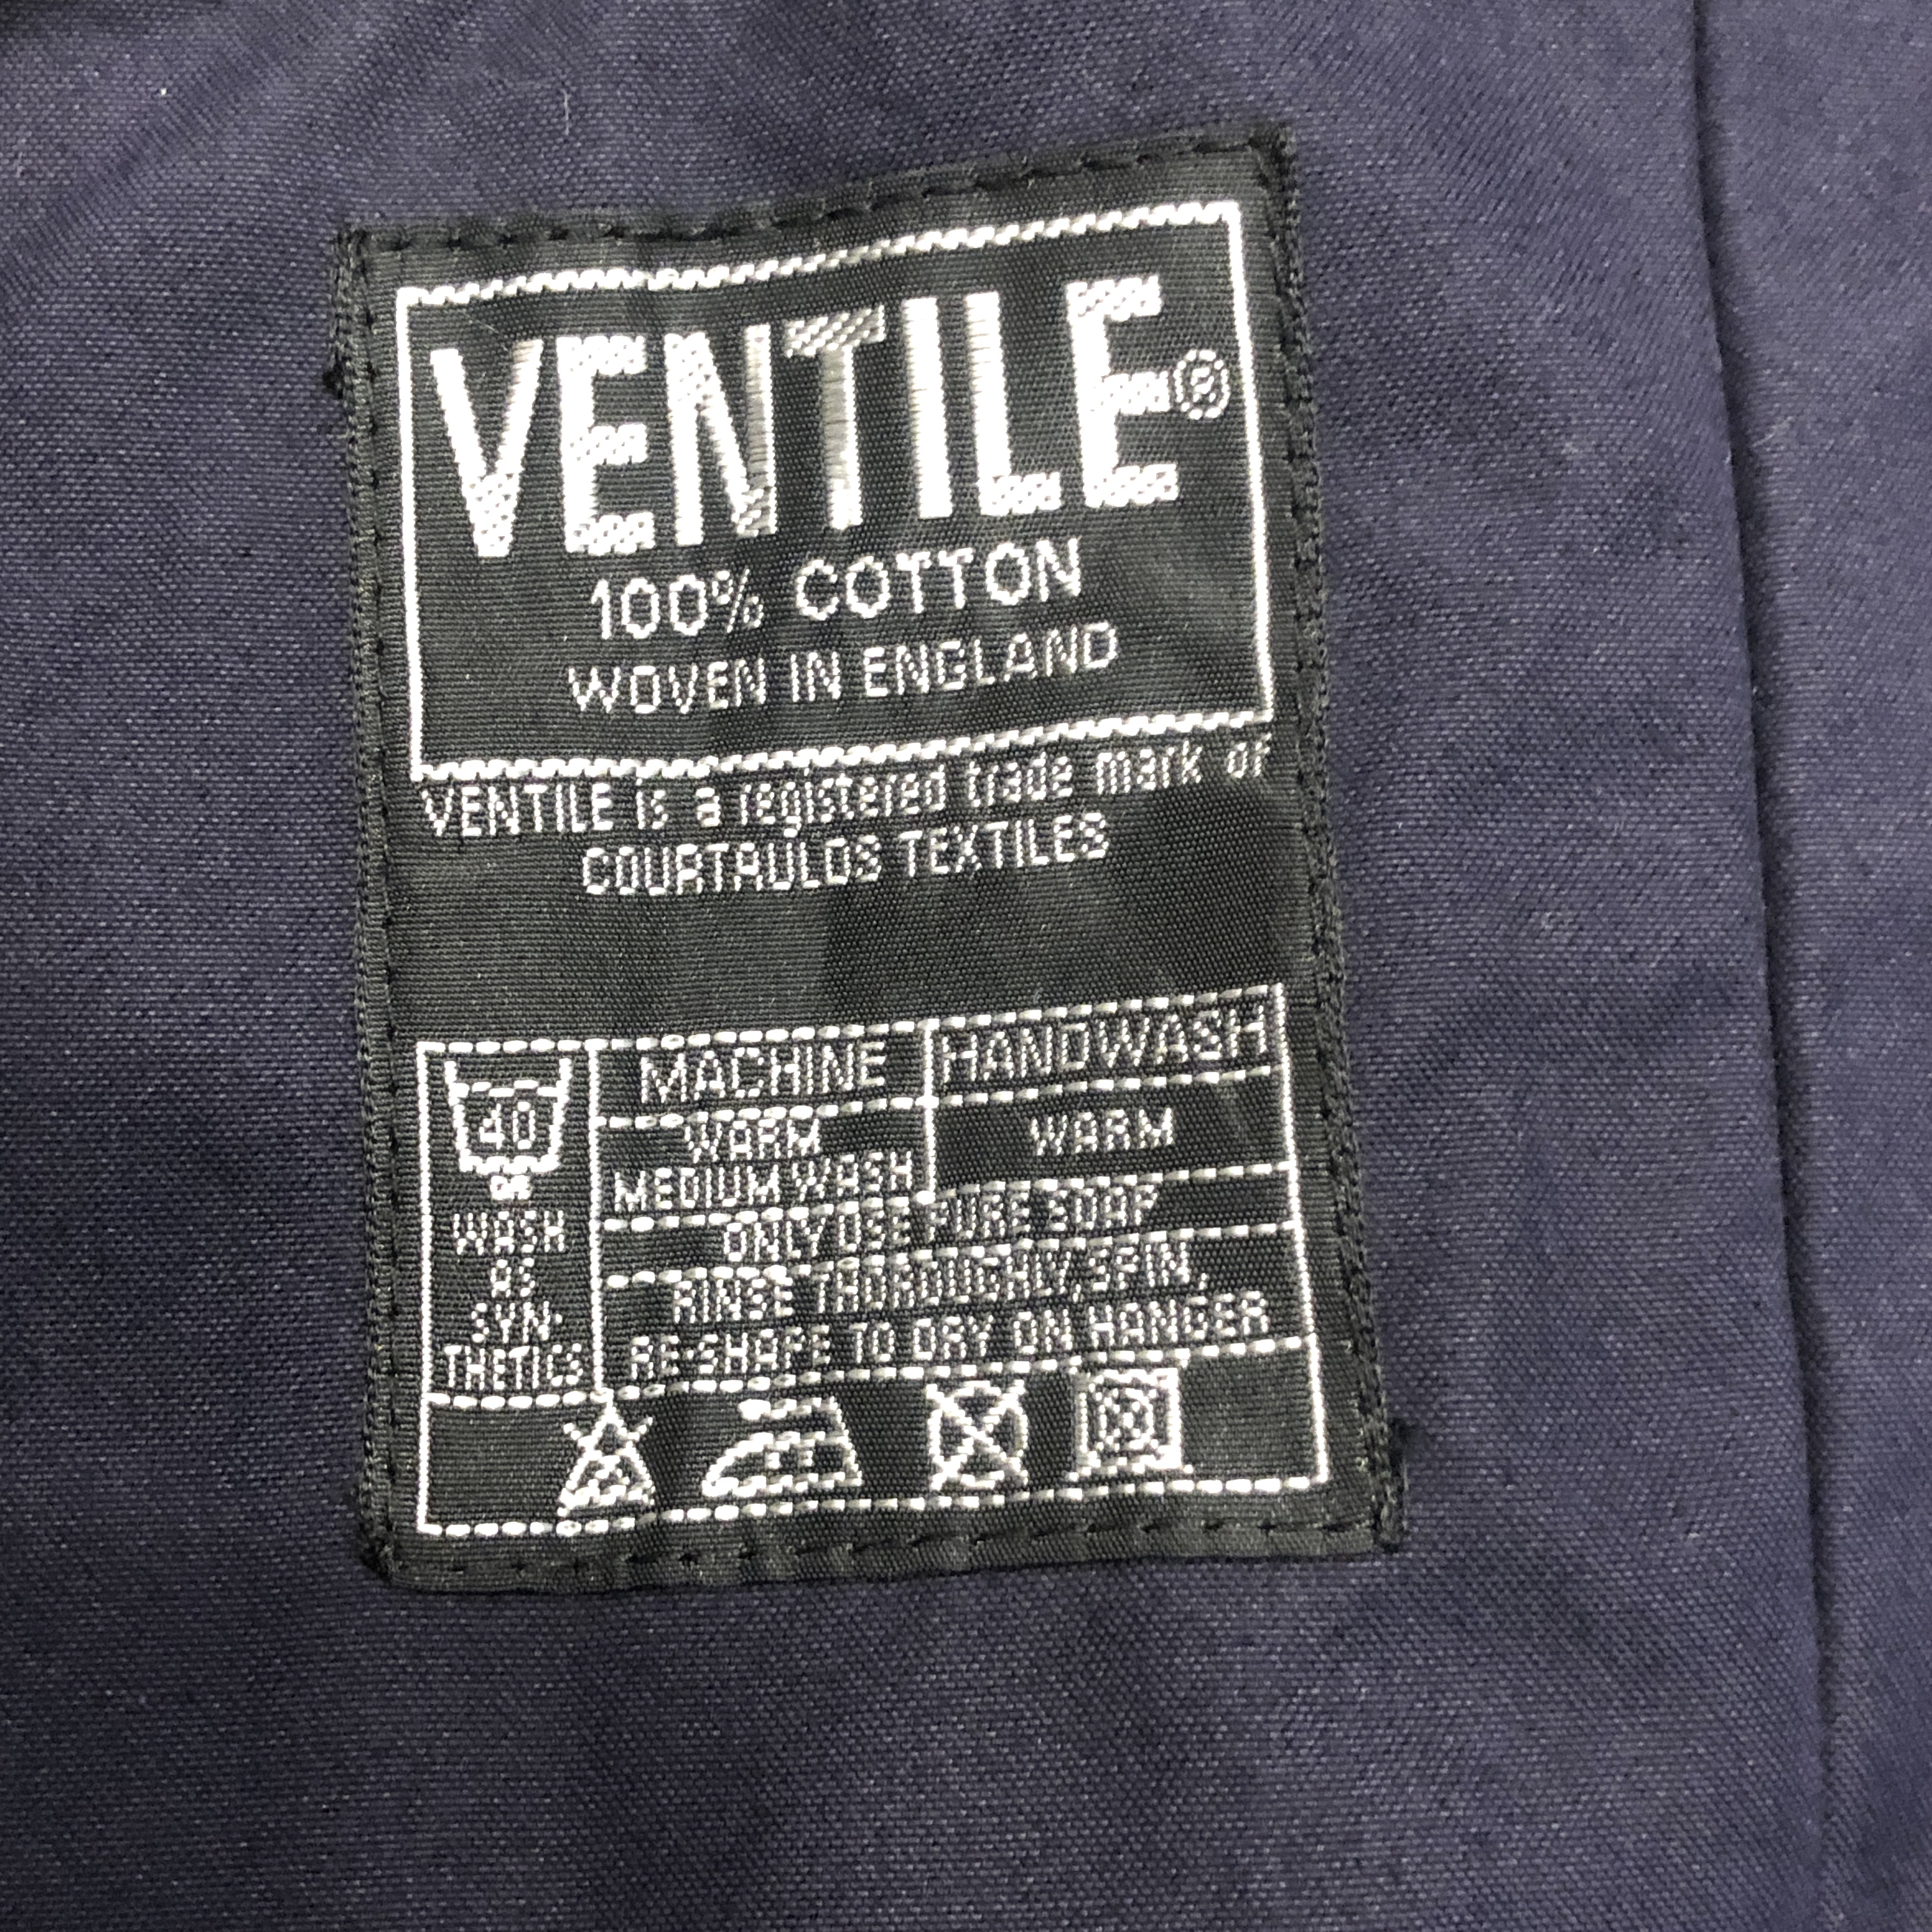 VENTILE®
100% COTTON
WOVEN IN ENGLAND
VENTILE is a registered trade mark of
COURTAULDS TEXTILES
40
WASH
AS
SYN-
THETICS
MACHINE
HANDWASH
WARM
MEDIUM WASH
WARM
ONLY USE PURE SOAP
RINSE THOROUGHLY, SPIN,
RE-SHAPE TO DRY ON HANGER